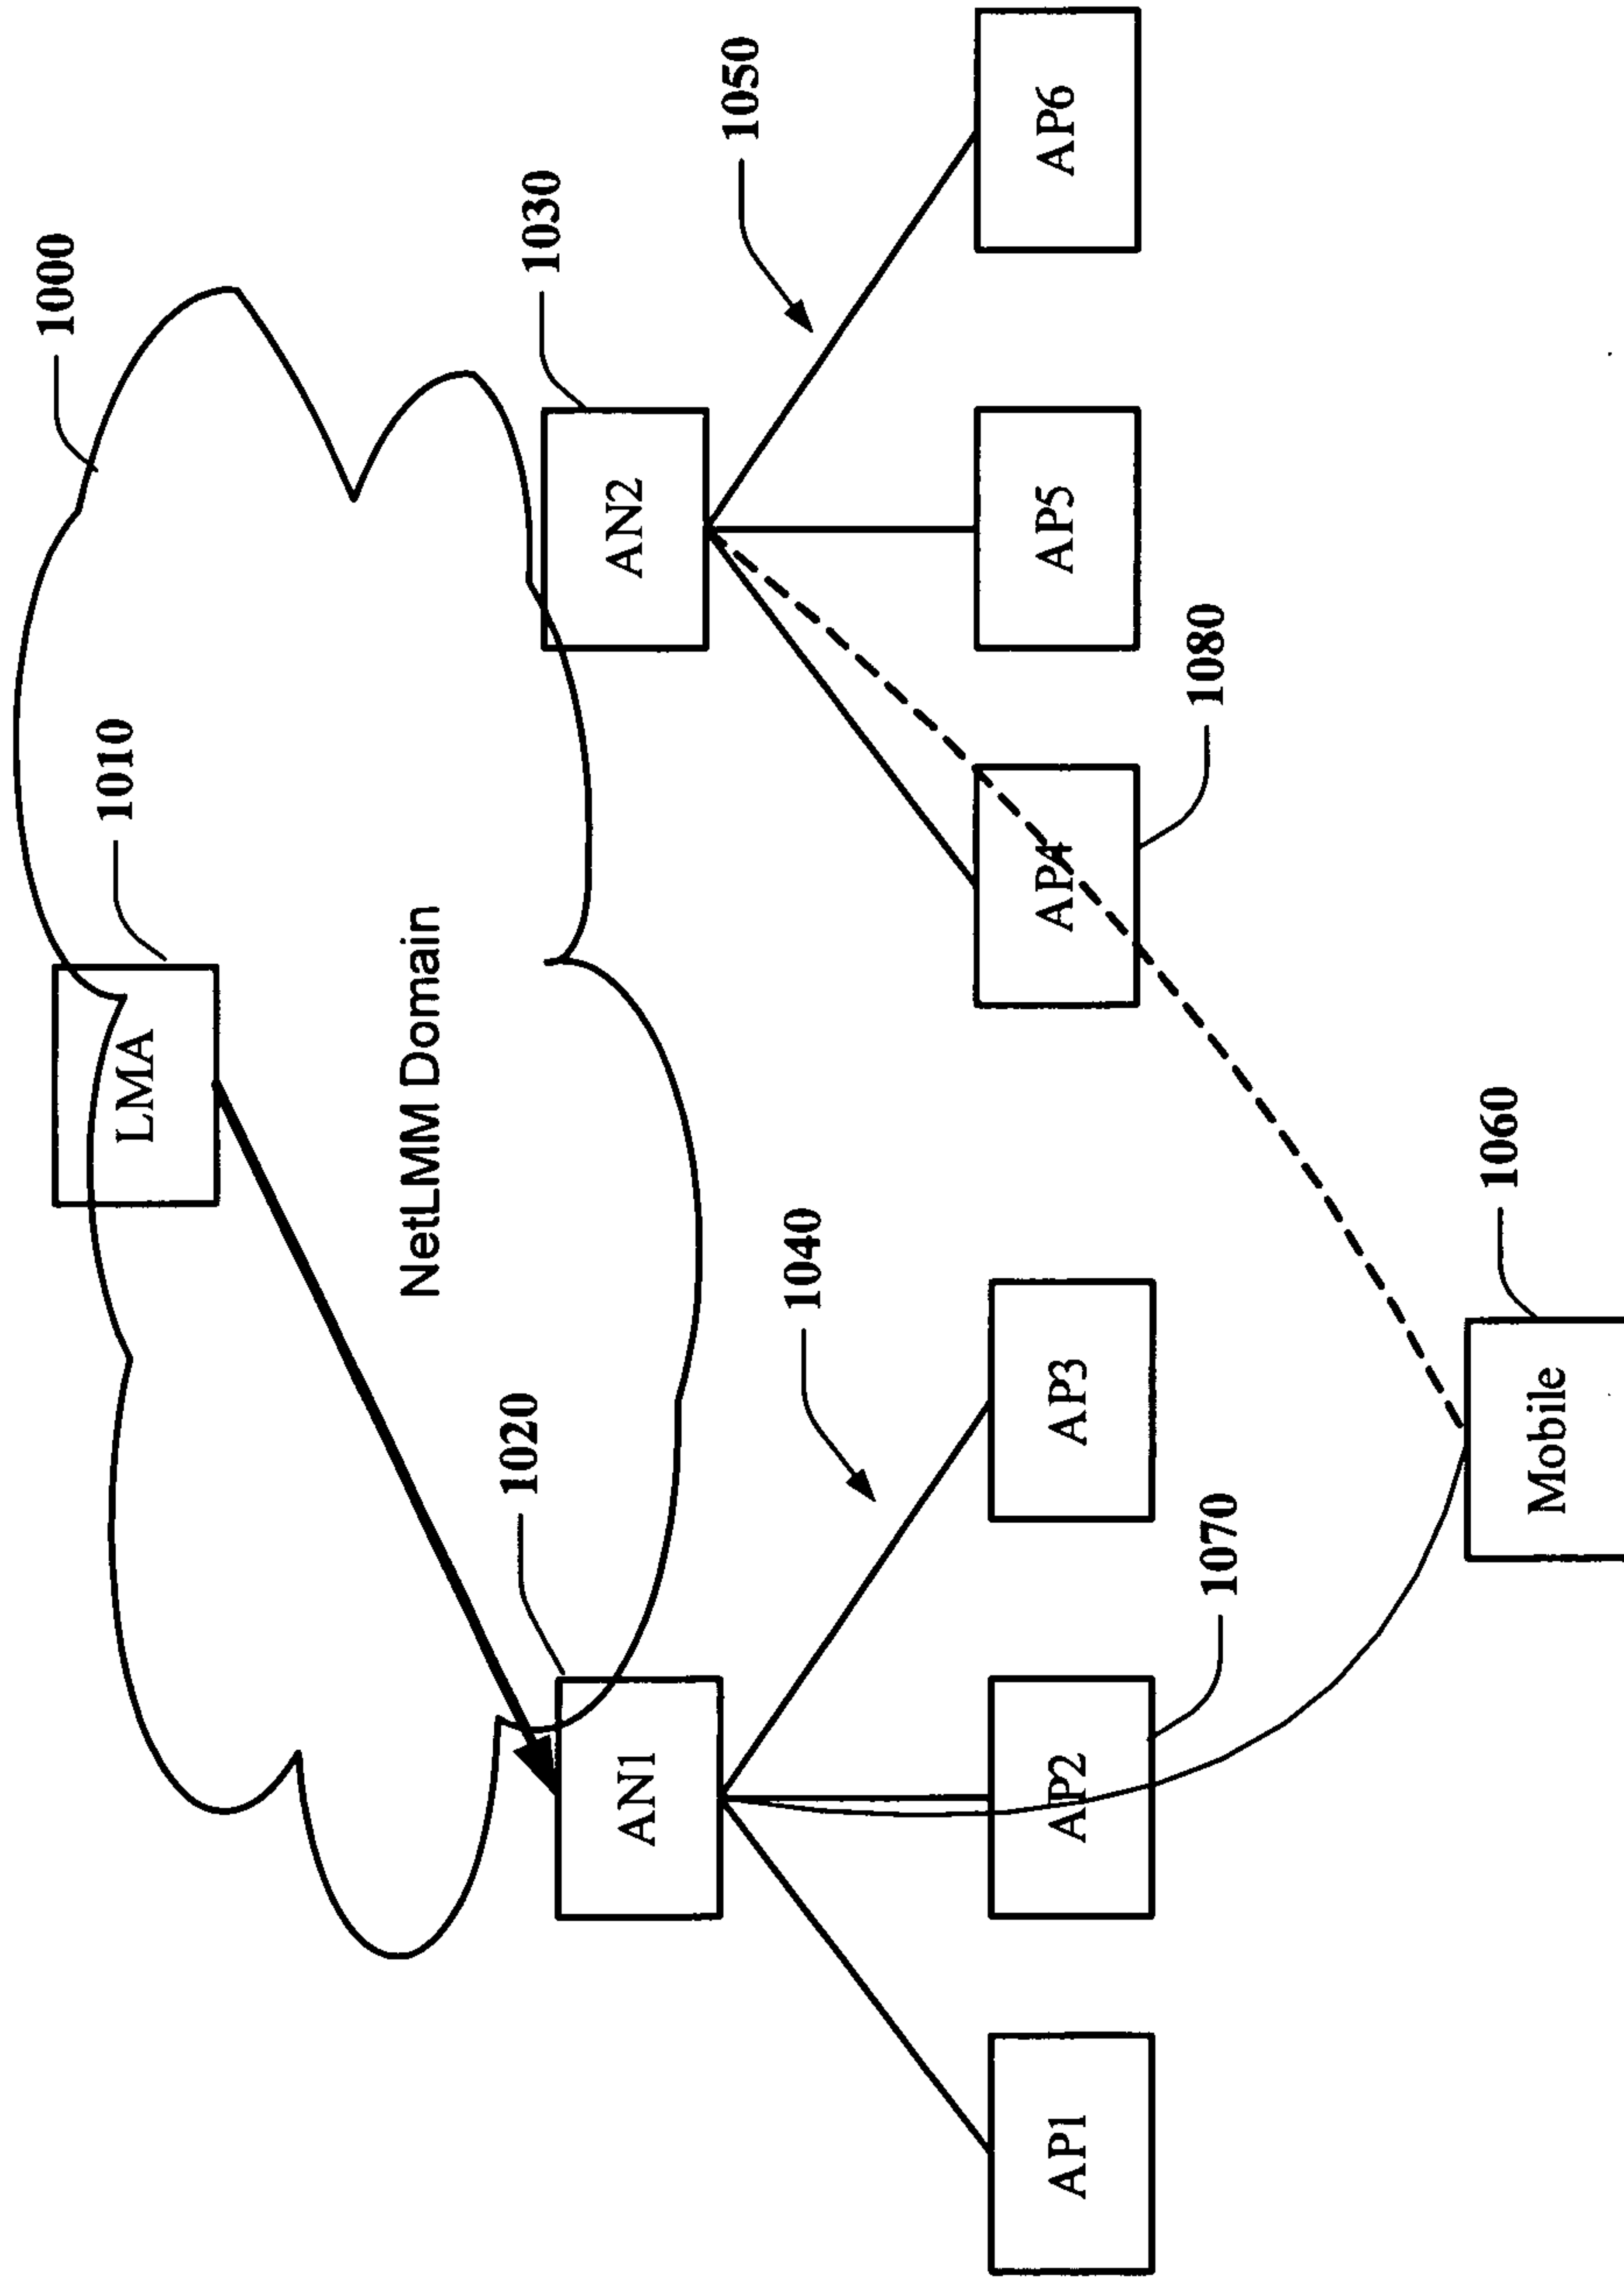 1000
1010
LMA
NetLMM Domain
1020
1030
AN1
AN2
1040
1050
AP1
AP2
AP3
AP4
AP5
AP6
1070
1080
1060
Mobile